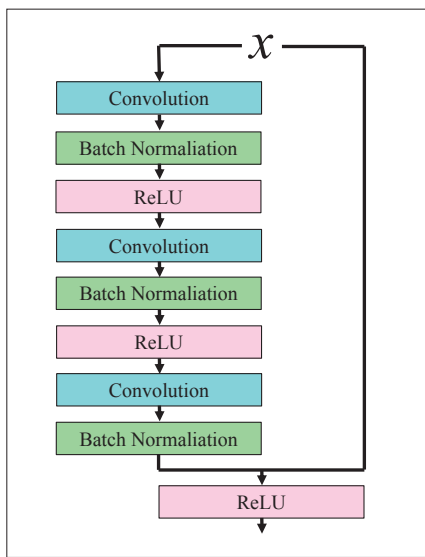 x
Convolution
Batch Normaliation
ReLU
Convolution
Batch Normaliation
ReLU
Convolution
Batch Normaliation
ReLU